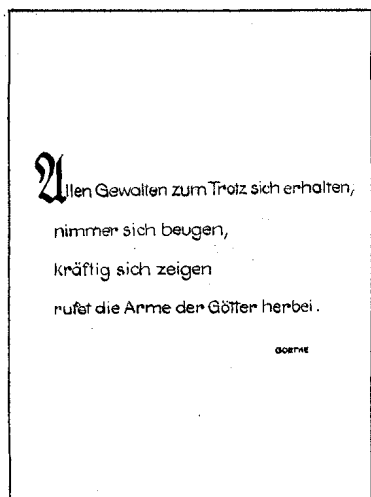 Allen Gewalten zum Trotz sich erhalten,
nimmer sich beugen,
kräftig sich zeigen
rufet die Arme der Götter herbei.
GOETHE